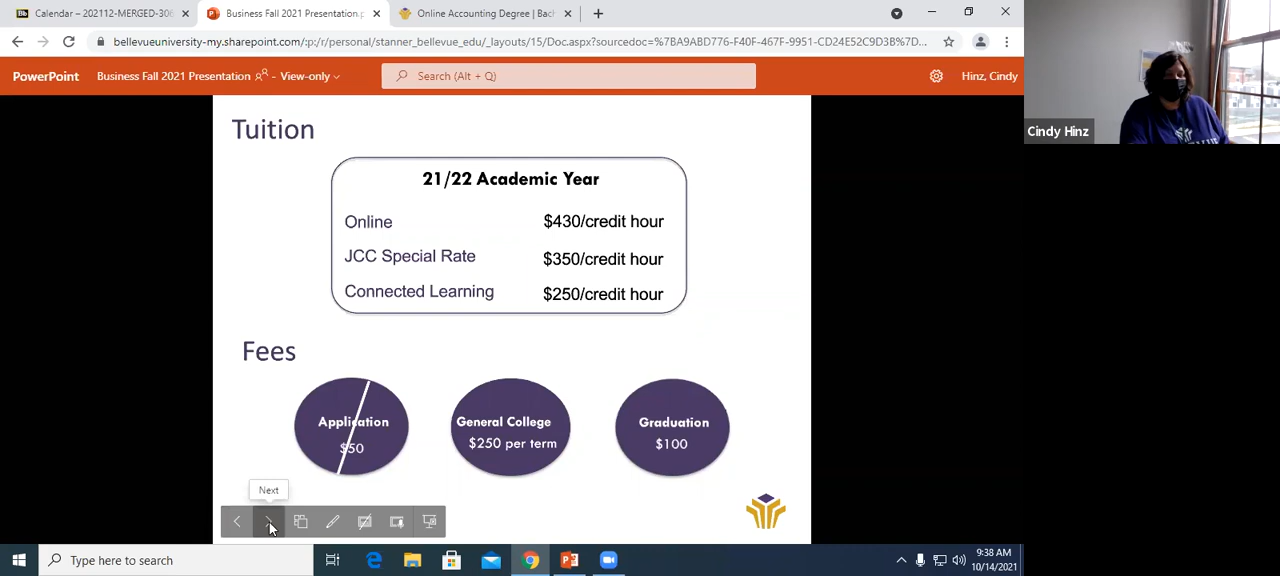 Calendar – 202112-MERGED-306
Business Fall 2021 Presentation.p
Online Accounting Degree | Bach
bellevueuniversity-my.sharepoint.com/:p:/r/personal/stanner_bellevue_edu/_layouts/15/Doc.aspx?sourcedoc=%7BA9ABD776-F40F-467F-9951-CD24E52C9D3B%7D...
PowerPoint
Business Fall 2021 Presentation - View-only
Search (Alt + Q)
Hinz, Cindy
Cindy Hinz
Tuition
21/22 Academic Year
Online $430/credit hour
JCC Special Rate $350/credit hour
Connected Learning $250/credit hour
Fees
Application
$50
General College
$250 per term
Graduation
$100
Next
Type here to search
9:38 AM
10/14/2021